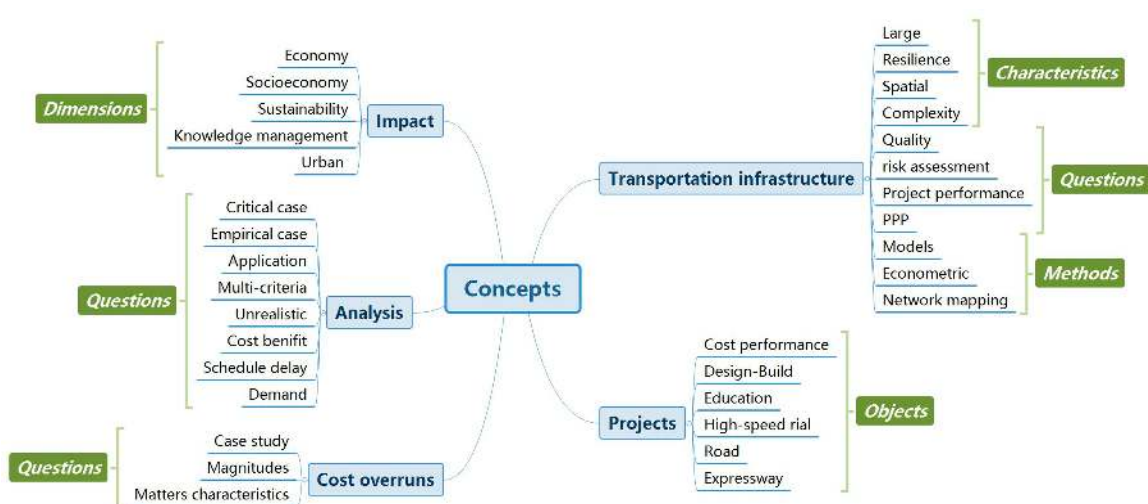 Concepts
Impact
Economy
Socioeconomy
Sustainability
Knowledge management
Urban
Dimensions
Analysis
Critical case
Empirical case
Application
Multi-criteria
Unrealistic
Cost benifit
Schedule delay
Demand
Questions
Cost overruns
Case study
Magnitudes
Matters characteristics
Questions
Transportation infrastructure
Large
Resilience
Spatial
Complexity
Characteristics
Quality
risk assessment
Project performance
PPP
Questions
Models
Econometric
Network mapping
Methods
Projects
Cost performance
Design-Build
Education
High-speed rial
Road
Expressway
Objects